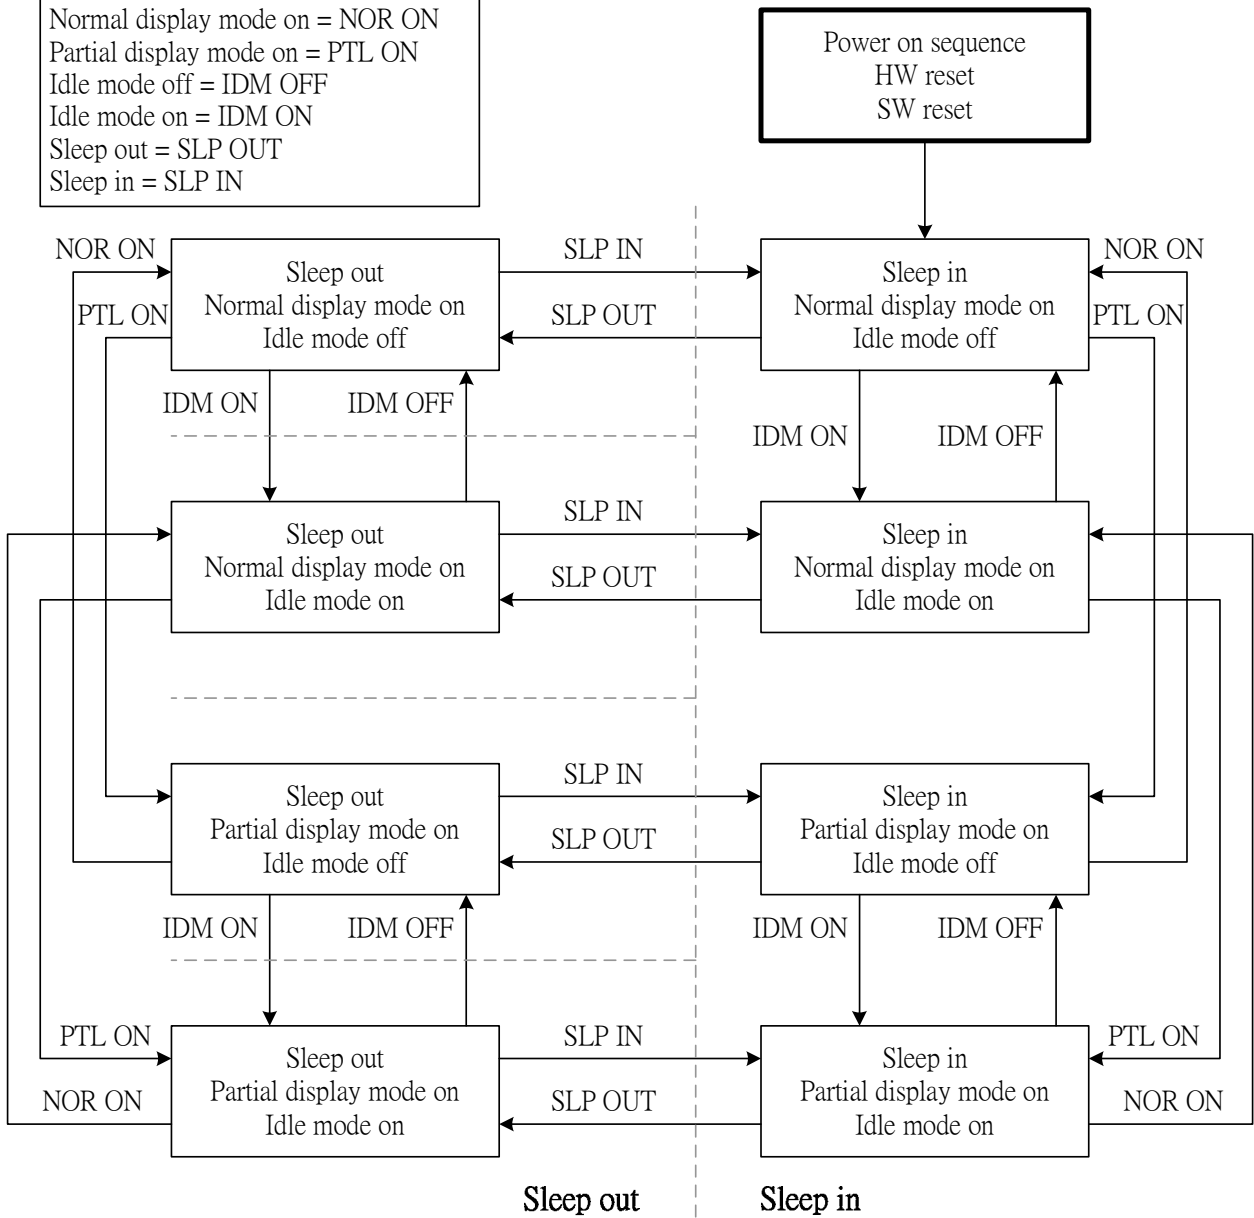 Normal display mode on = NOR ON
Partial display mode on = PTL ON
Idle mode off = IDM OFF
Idle mode on = IDM ON
Sleep out = SLP OUT
Sleep in = SLP IN
Power on sequence
HW reset
SW reset
NOR ON
PTL ON
Sleep out
Normal display mode on
Idle mode off
SLP IN
SLP OUT
Sleep in
Normal display mode on
Idle mode off
NOR ON
PTL ON
IDM ON
IDM OFF
IDM ON
IDM OFF
Sleep out
Normal display mode on
Idle mode on
SLP IN
SLP OUT
Sleep in
Normal display mode on
Idle mode on
Sleep out
Partial display mode on
Idle mode off
SLP IN
SLP OUT
Sleep in
Partial display mode on
Idle mode off
IDM ON
IDM OFF
IDM ON
IDM OFF
PTL ON
NOR ON
Sleep out
Partial display mode on
Idle mode on
SLP IN
SLP OUT
Sleep in
Partial display mode on
Idle mode on
PTL ON
NOR ON
Sleep out
Sleep in